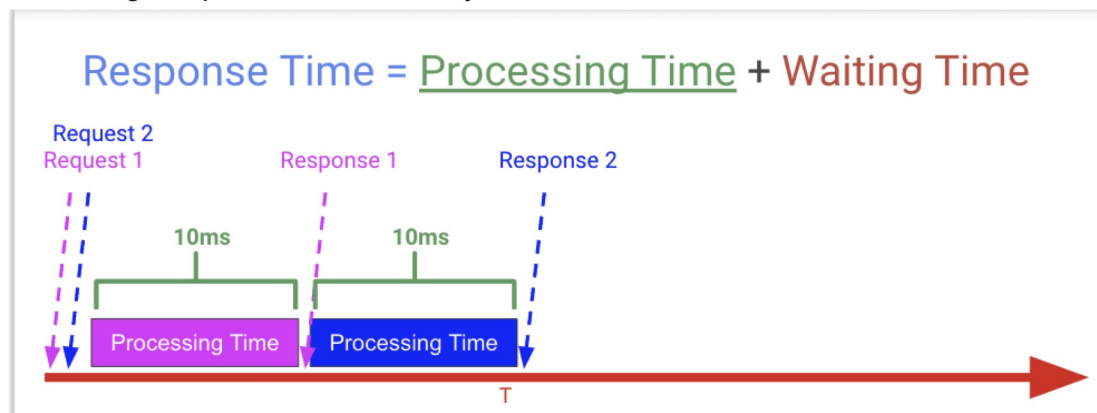 Response Time = Processing Time + Waiting Time
Request 2
Request 1
Response 1
Response 2
10ms
10ms
Processing Time
Processing Time
T